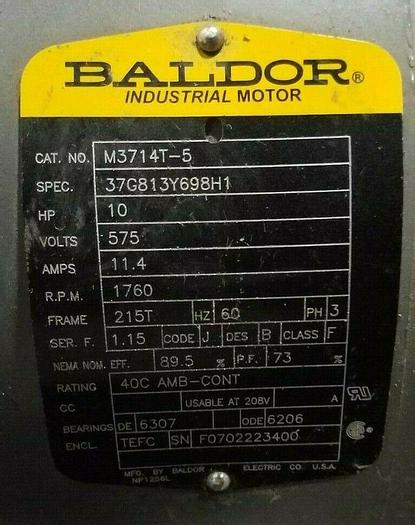 BALDOR®
INDUSTRIAL MOTOR
CAT. NO. M3714T-5
SPEC. 37G813Y698H1
HP 10
VOLTS 575
AMPS 11.4
R.P.M. 1760
FRAME 215T HZ 60 PH 3
SER. F. 1.15 CODE J DES B CLASS F
NEMA NOM. EFF. 89.5 % P.F. 73 %
RATING 40C AMB-CONT
CC USABLE AT 208V A
BEARINGS DE 6307 ODE 6206
ENCL. TEFC SN F0702223400
MFG. BY BALDOR ELECTRIC CO. U.S.A.
NP1256L